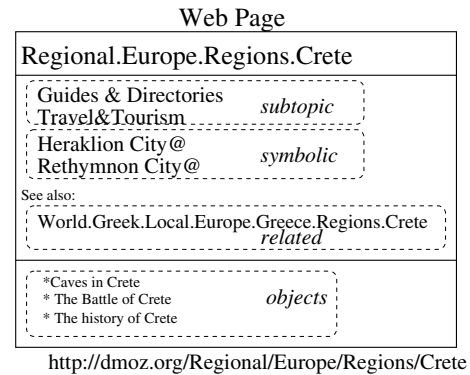 Web Page
Regional.Europe.Regions.Crete
Guides & Directories
Travel&Tourism
subtopic
Heraklion City@
Rethymnon City@
symbolic
See also:
World.Greek.Local.Europe.Greece.Regions.Crete
related
*Caves in Crete
* The Battle of Crete
* The history of Crete
objects
http://dmoz.org/Regional/Europe/Regions/Crete